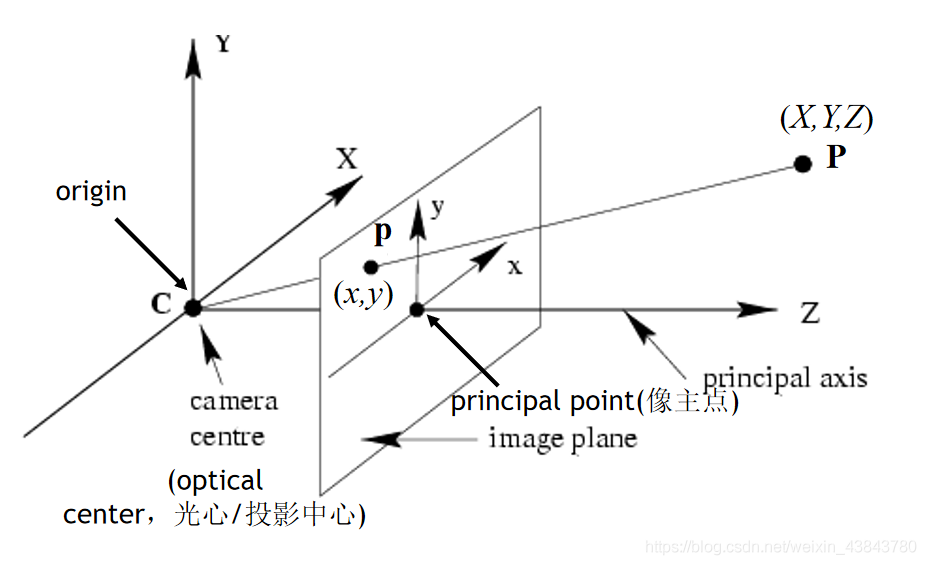 Y
(X,Y,Z)
P
X
origin
y
p
x
(x,y)
C
Z
camera
centre
principal axis
principal point(像主点)
image plane
(optical
center，光心/投影中心)
https://blog.csdn.net/weixin_43843780